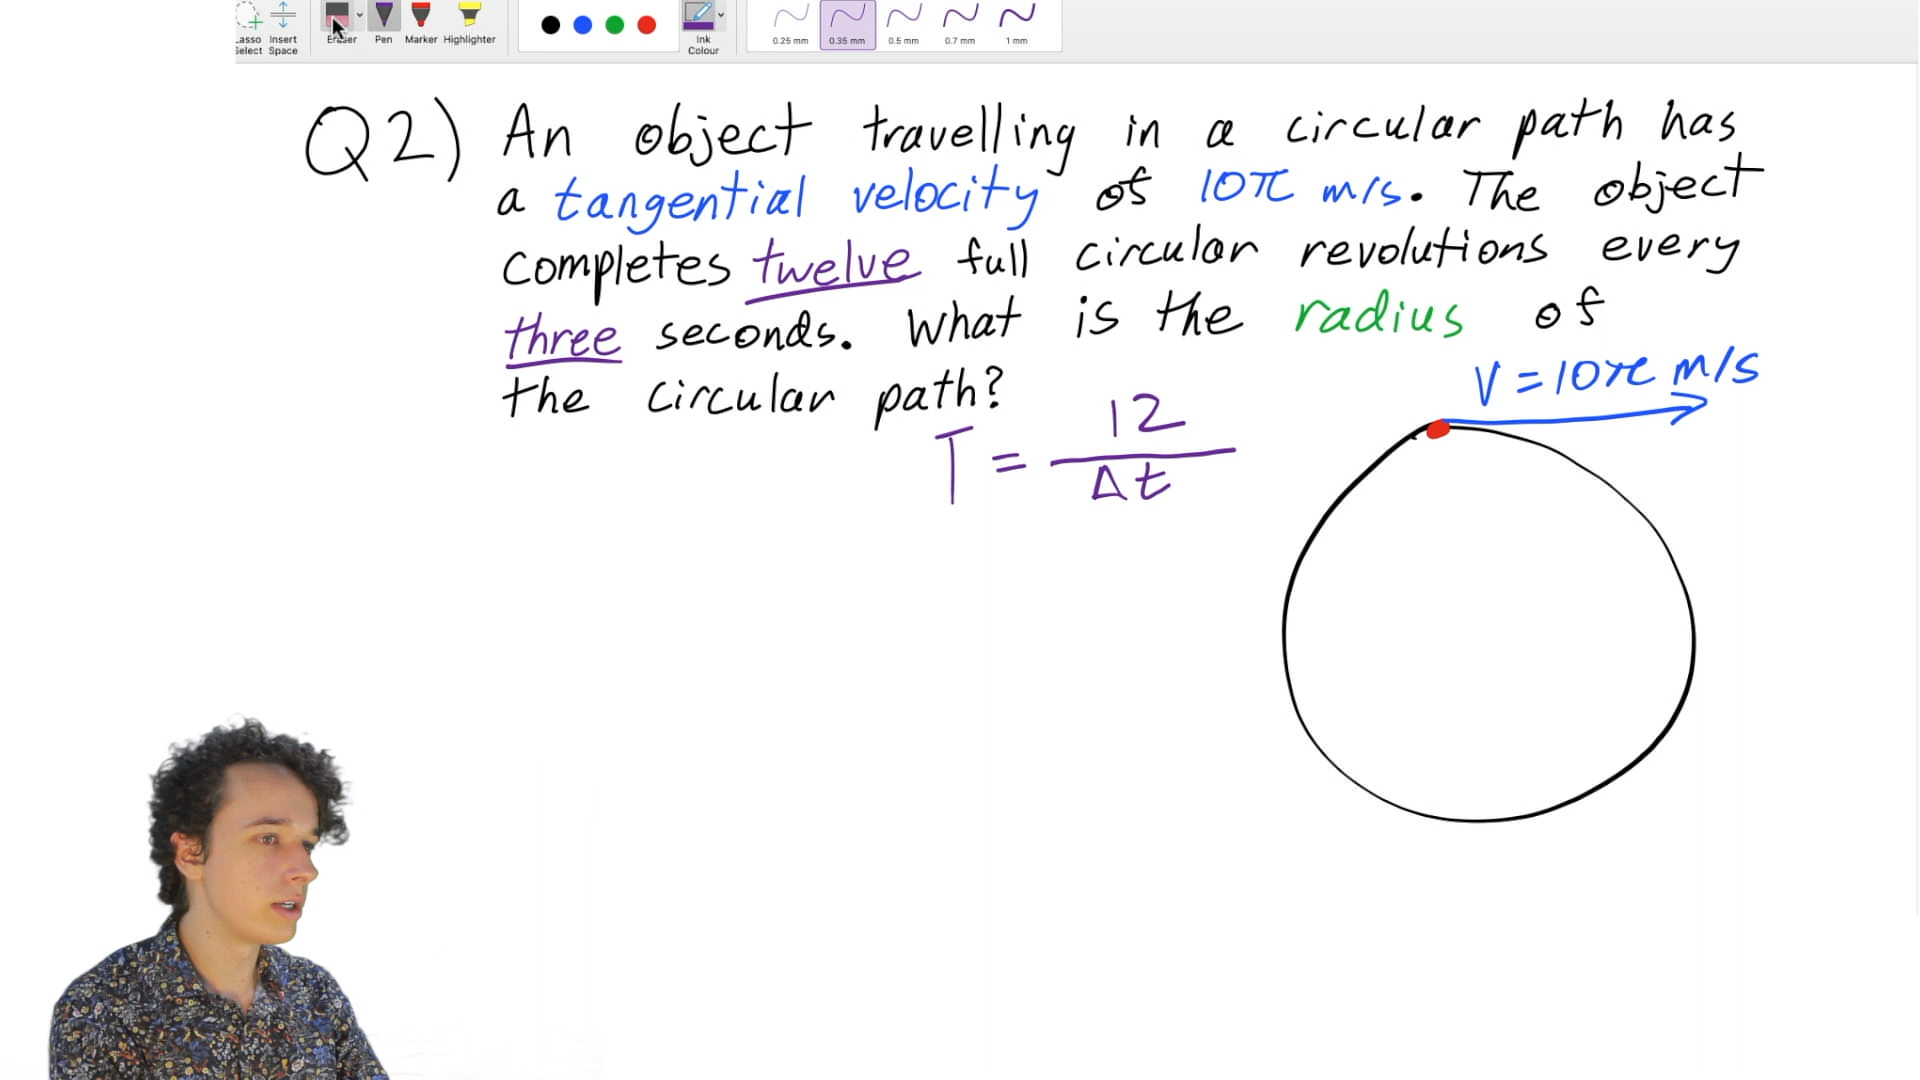 Lasso Select
Insert Space
Eraser
Pen
Marker
Highlighter
Ink Colour
0.25 mm
0.35 mm
0.5 mm
0.7 mm
1 mm
Q2) An object travelling in a circular path has
a tangential velocity of 10π m/s. The object
completes twelve full circular revolutions every
three seconds. What is the radius of
the circular path?
V = 10π m/s
T = 12 / Δt